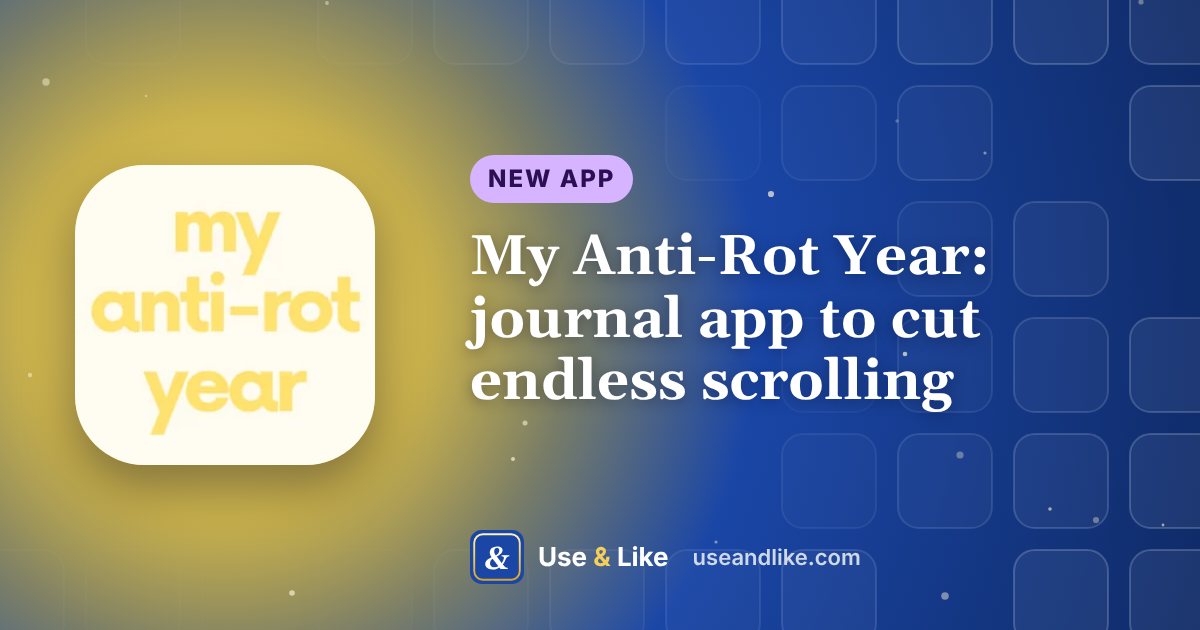 my
anti-rot
year
NEW APP
My Anti-Rot Year:
journal app to cut
endless scrolling
& Use & Like useandlike.com